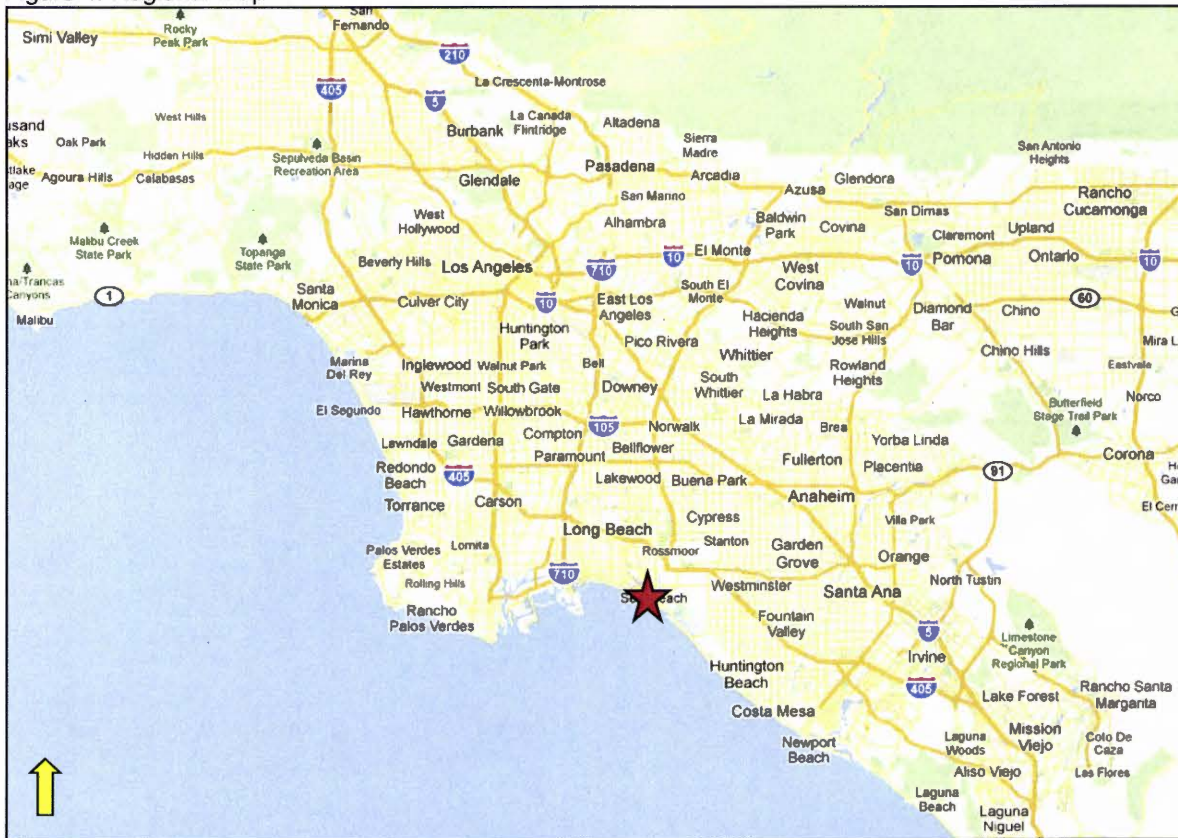 San
Fernando
Rocky
Peak Park
Simi Valley
210
La Crescenta-Montrose
405
5
West Hills
La Canada
Flintridge
Altadena
Burbank
Sierra
Madre
Oak Park
San Antonio
Heights
Hidden Hills
Sepulveda Basin
Recreation Area
Pasadena
Arcadia
Glendora
Azusa
Agoura Hills
Calabasas
Glendale
San Marino
San Dimas
Rancho
Cucamonga
West
Hollywood
Alhambra
Baldwin
Park
Covina
Claremont
Upland
Malibu Creek
State Park
Topanga
State Park
Beverly Hills
Los Angeles
710
10
El Monte
West
Covina
10
Pomona
Ontario
10
Canyons
1
Malibu
Santa
Monica
Culver City
10
East Los
Angeles
South El
Monte
Walnut
Diamond
Bar
Chino
60
Huntington
Park
Hacienda
Heights
South San
Jose Hills
Pico Rivera
Chino Hills
Marina
Del Rey
Inglewood
Walnut Park
Bell
Whittier
Rowland
Heights
Eastvale
Westmont
South Gate
Downey
South
Whittier
La Habra
Norco
Butterfield
Stage Trail Park
El Segundo
Hawthorne
Willowbrook
105
Norwalk
La Mirada
Brea
Lawndale
Gardena
Compton
Bellflower
Yorba Linda
Paramount
Fullerton
Placentia
91
Corona
Redondo
Beach
405
Lakewood
Buena Park
Anaheim
Torrance
Carson
Long Beach
Cypress
Villa Park
Stanton
Palos Verdes
Estates
Lomita
Rossmoor
Garden
Grove
Orange
Rolling Hills
710
Westminster
Santa Ana
North Tustin
Rancho
Palos Verdes
Fountain
Valley
5
Limestone
Canyon
Regional Park
Irvine
Huntington
Beach
405
Lake Forest
Rancho Santa
Margarita
Costa Mesa
Mission
Viejo
Newport
Beach
Laguna
Woods
Coto De
Caza
Aliso Viejo
Las Flores
Laguna
Beach
Laguna
Niguel